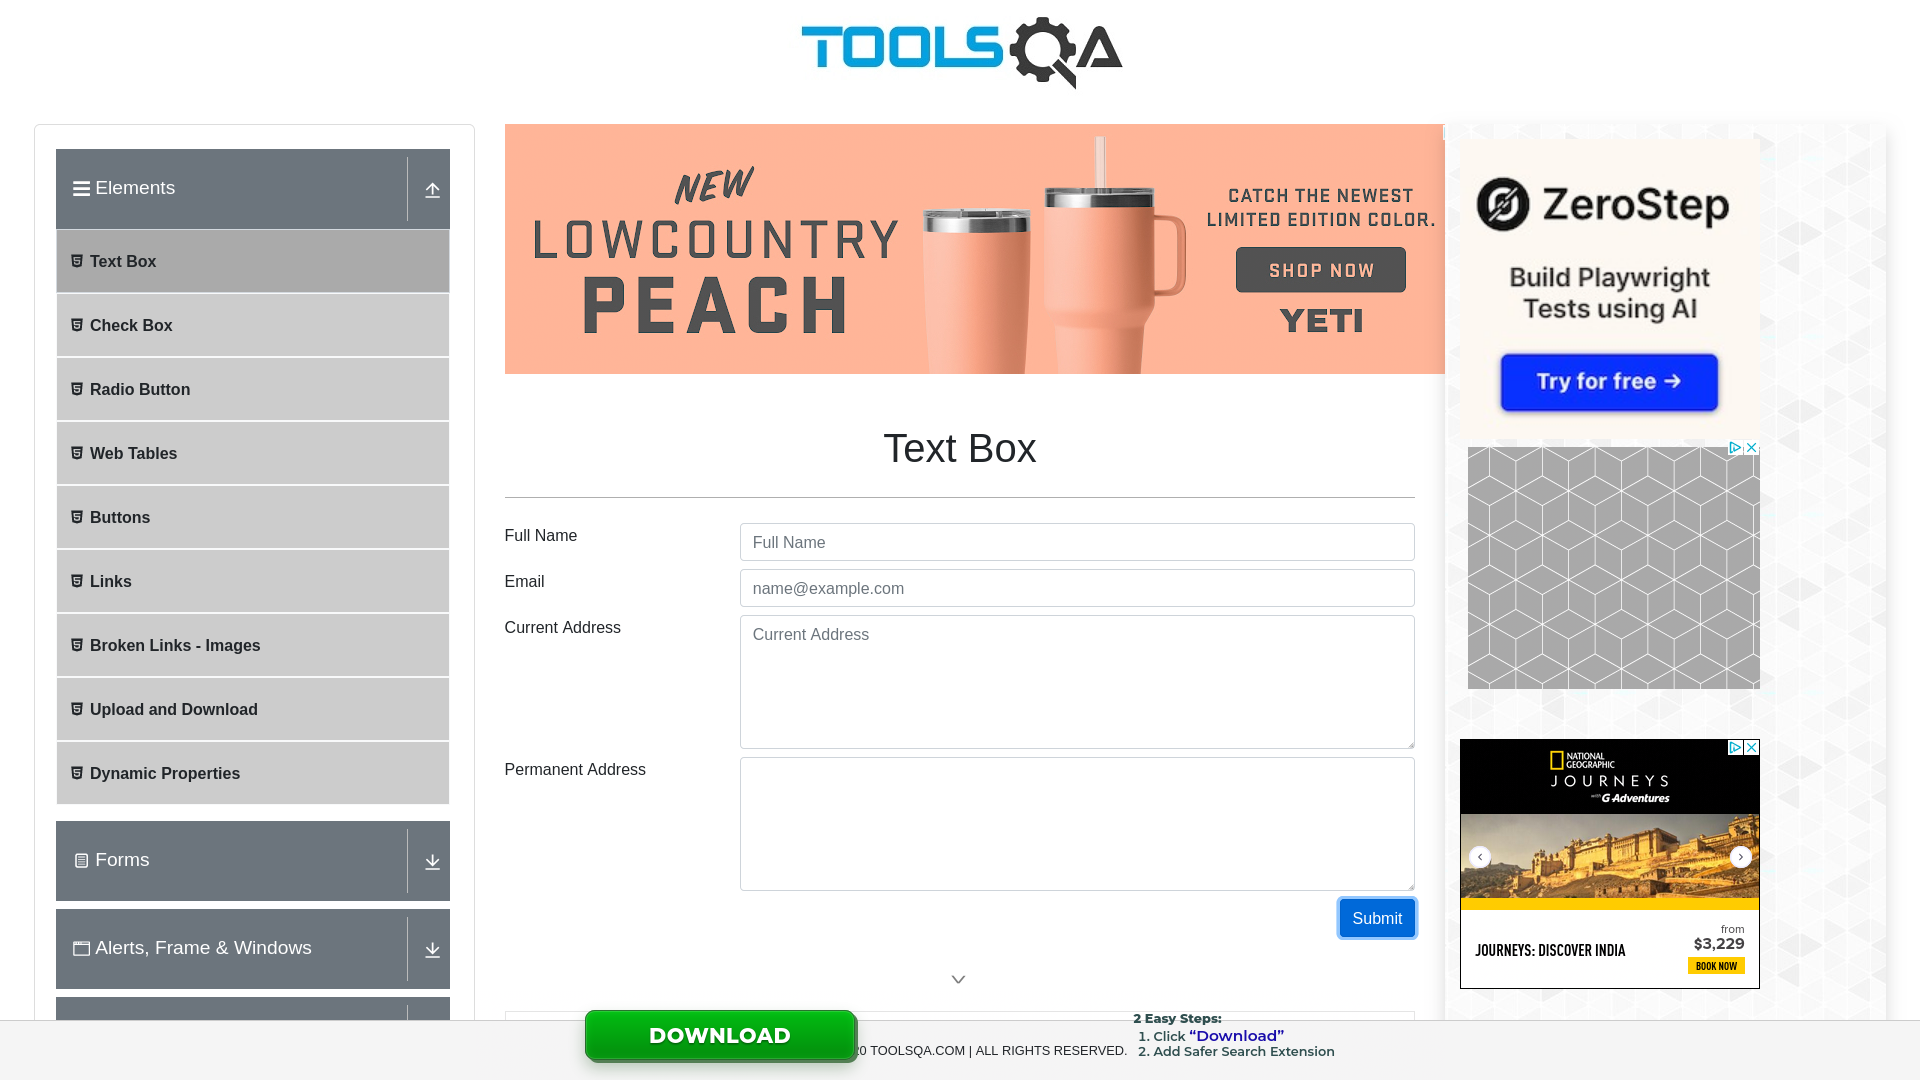 TOOLSQA
Elements
Text Box
Check Box
Radio Button
Web Tables
Buttons
Links
Broken Links - Images
Upload and Download
Dynamic Properties
Forms
Alerts, Frame & Windows
NEW
LOWCOUNTRY
PEACH
CATCH THE NEWEST
LIMITED EDITION COLOR.
SHOP NOW
YETI
Text Box
Full Name
Full Name
Email
name@example.com
Current Address
Current Address
Permanent Address
Submit
ZeroStep
Build Playwright
Tests using AI
Try for free →
NATIONAL
GEOGRAPHIC
JOURNEYS
with G Adventures
JOURNEYS: DISCOVER INDIA
from
$3,229
BOOK NOW
DOWNLOAD
20 TOOLSQA.COM | ALL RIGHTS RESERVED.
2 Easy Steps:
1. Click “Download”
2. Add Safer Search Extension